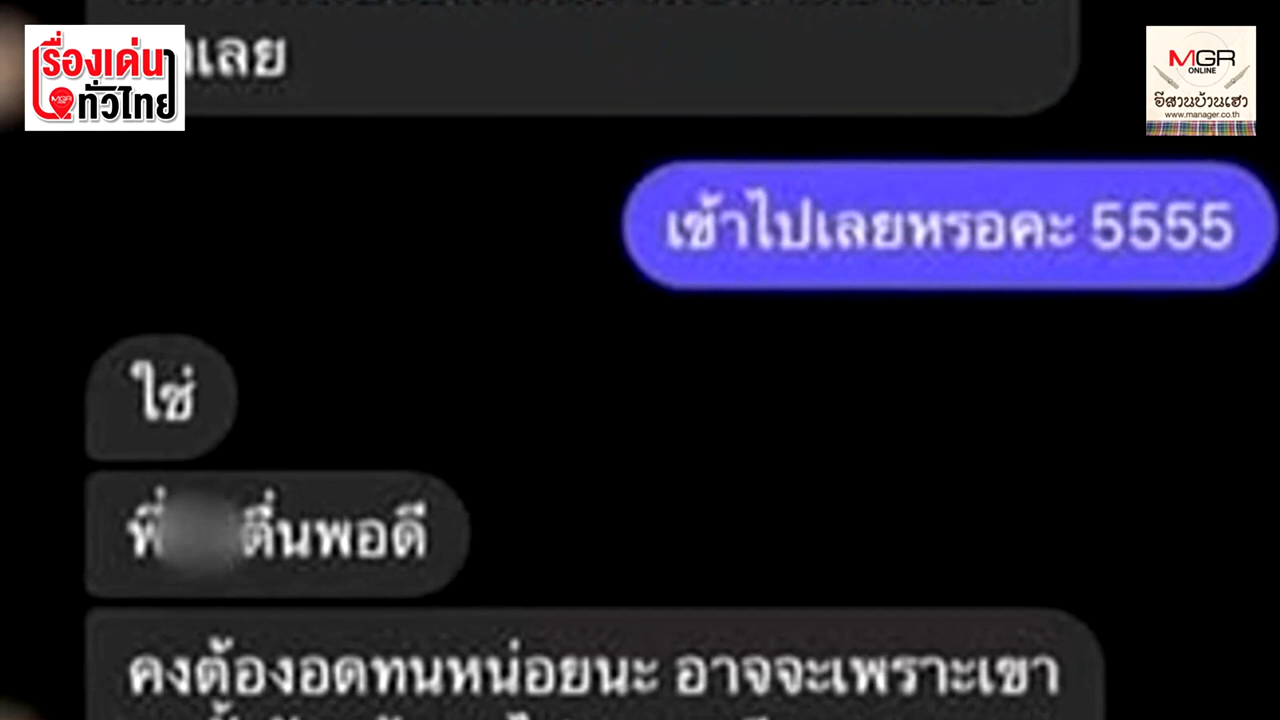 เรื่องเด่น
MGR
ทั่วไทย
MGR
ONLINE
อีสานบ้านเฮา
www.manager.co.th
เลย
เข้าไปเลยหรอคะ 5555
ใช่
พี่ ตื่นพอดี
คงต้องอดทนหน่อยนะ อาจจะเพราะเขา